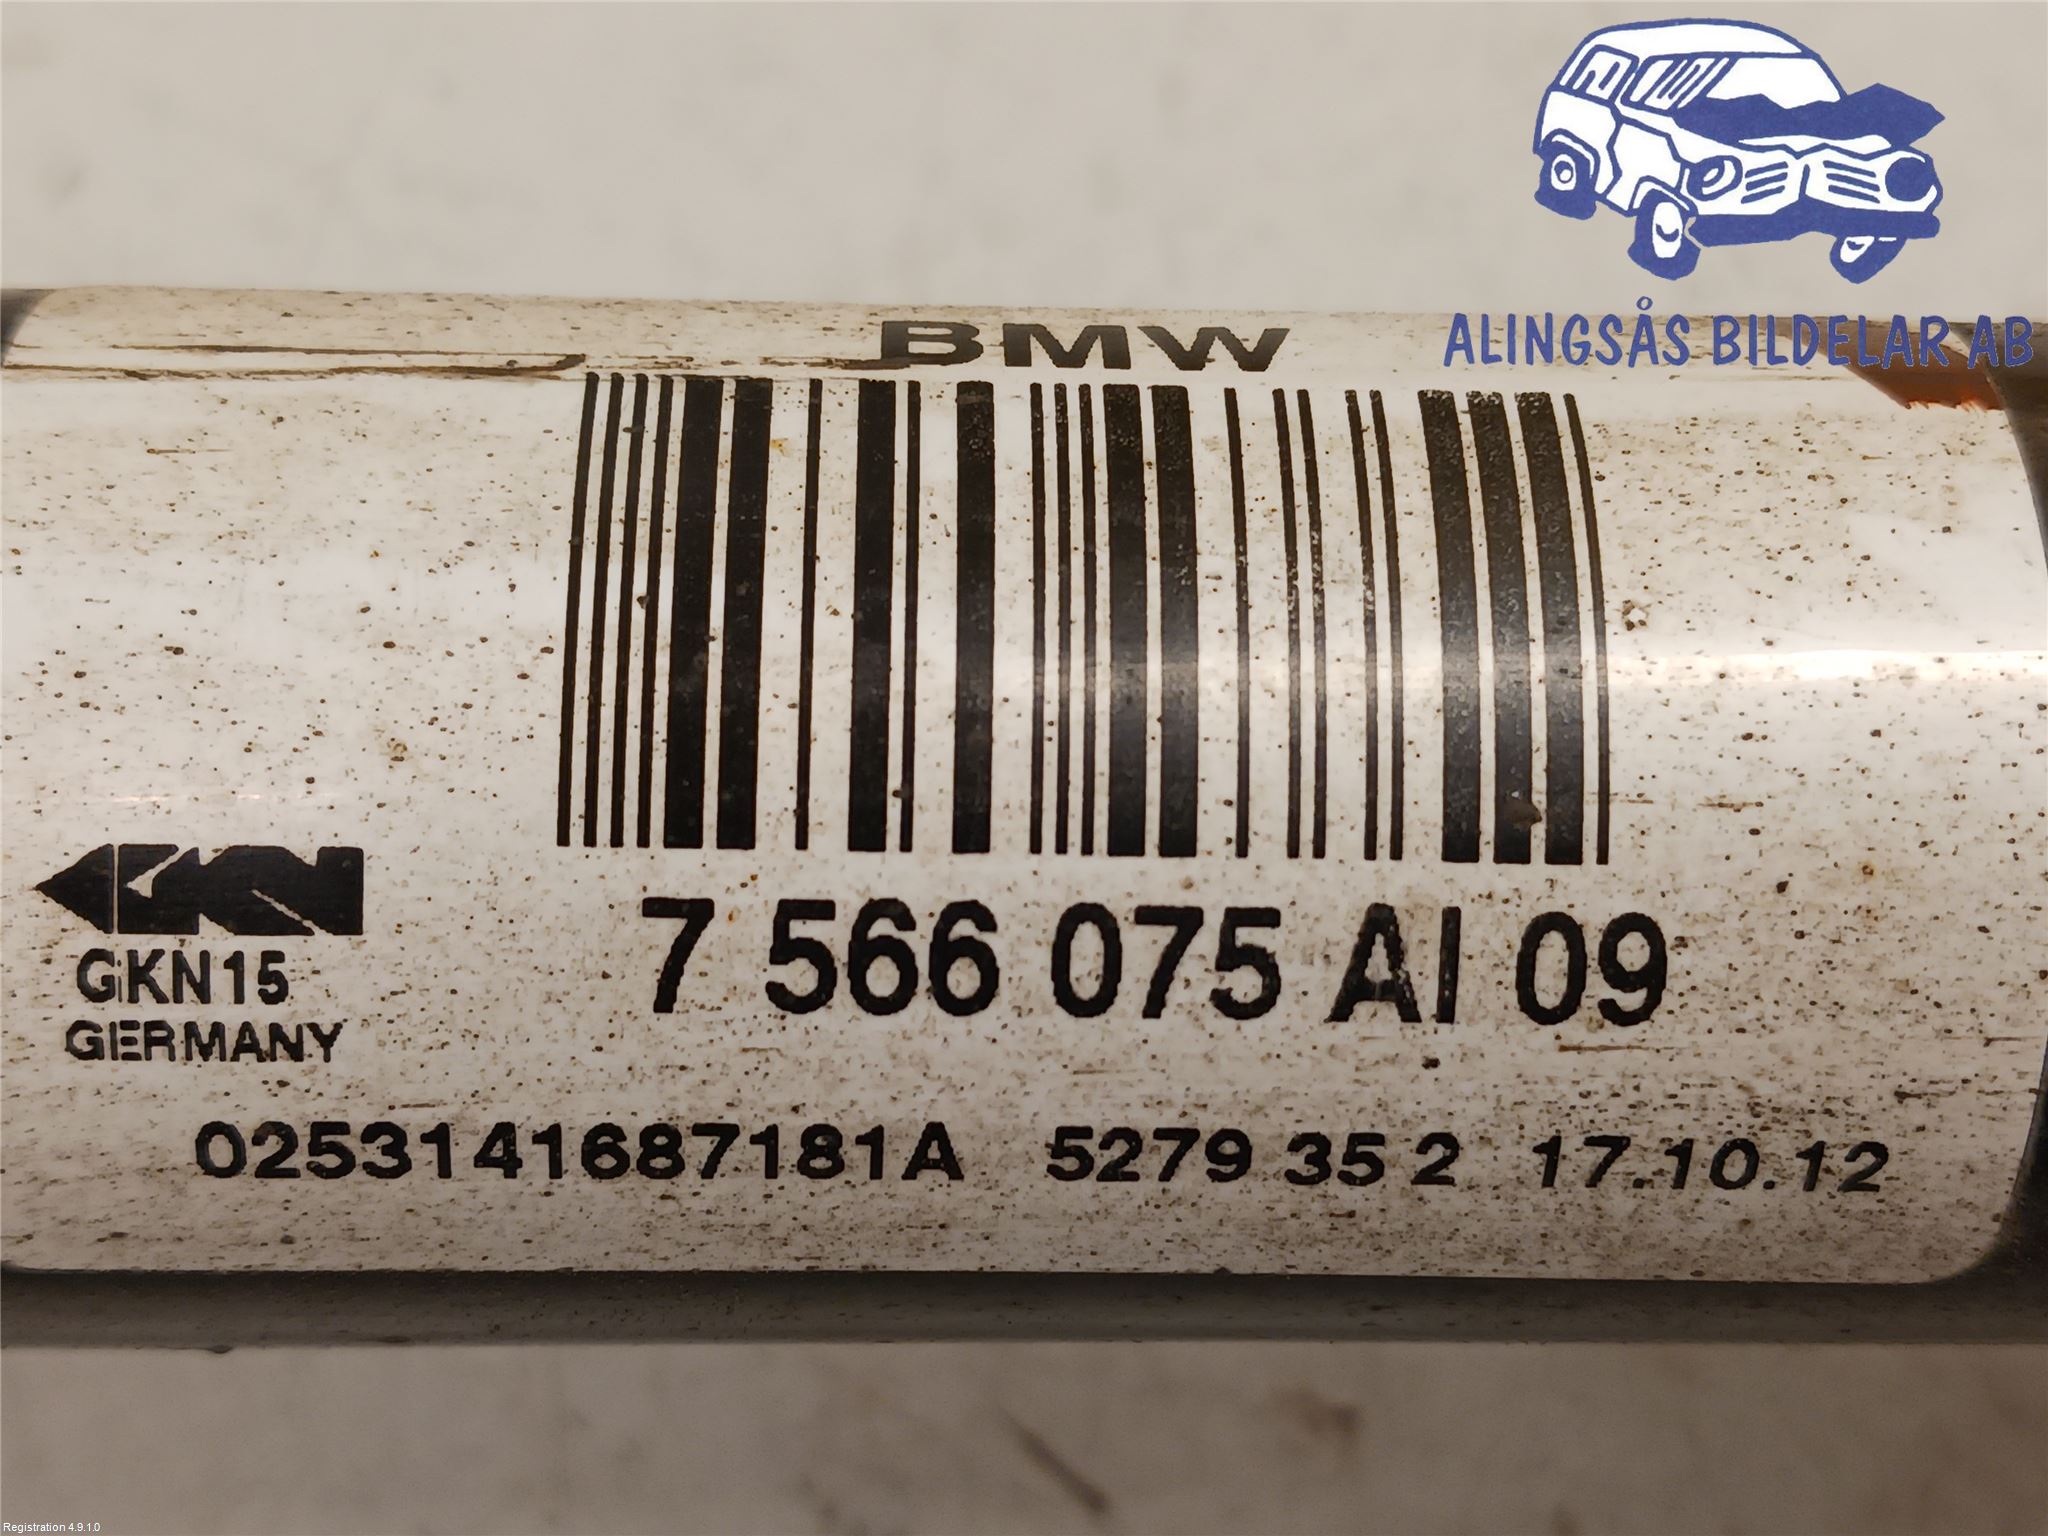 ALINGSÅS BILDELAR AB
BMW
7 566 075 AI 09
GKN15
GERMANY
0253141687181A 5279 35 2 17.10.12
Registration 4.9.1.0